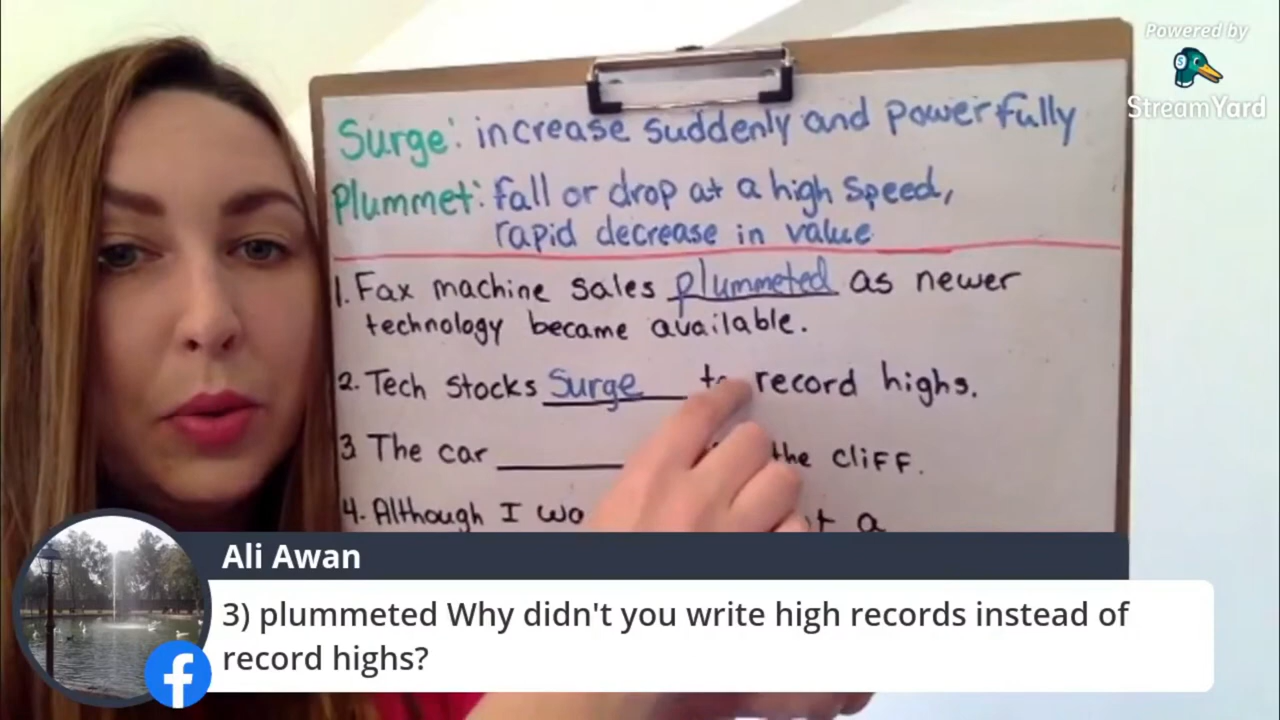 Powered by
StreamYard
Surge: increase suddenly and powerfully
Plummet: fall or drop at a high speed,
rapid decrease in value
1. Fax machine sales plummeted as newer
technology became available.
2. Tech stocks Surge to record highs.
3 The car the cliff.
4. Although I a
Ali Awan
3) plummeted Why didn't you write high records instead of
record highs?